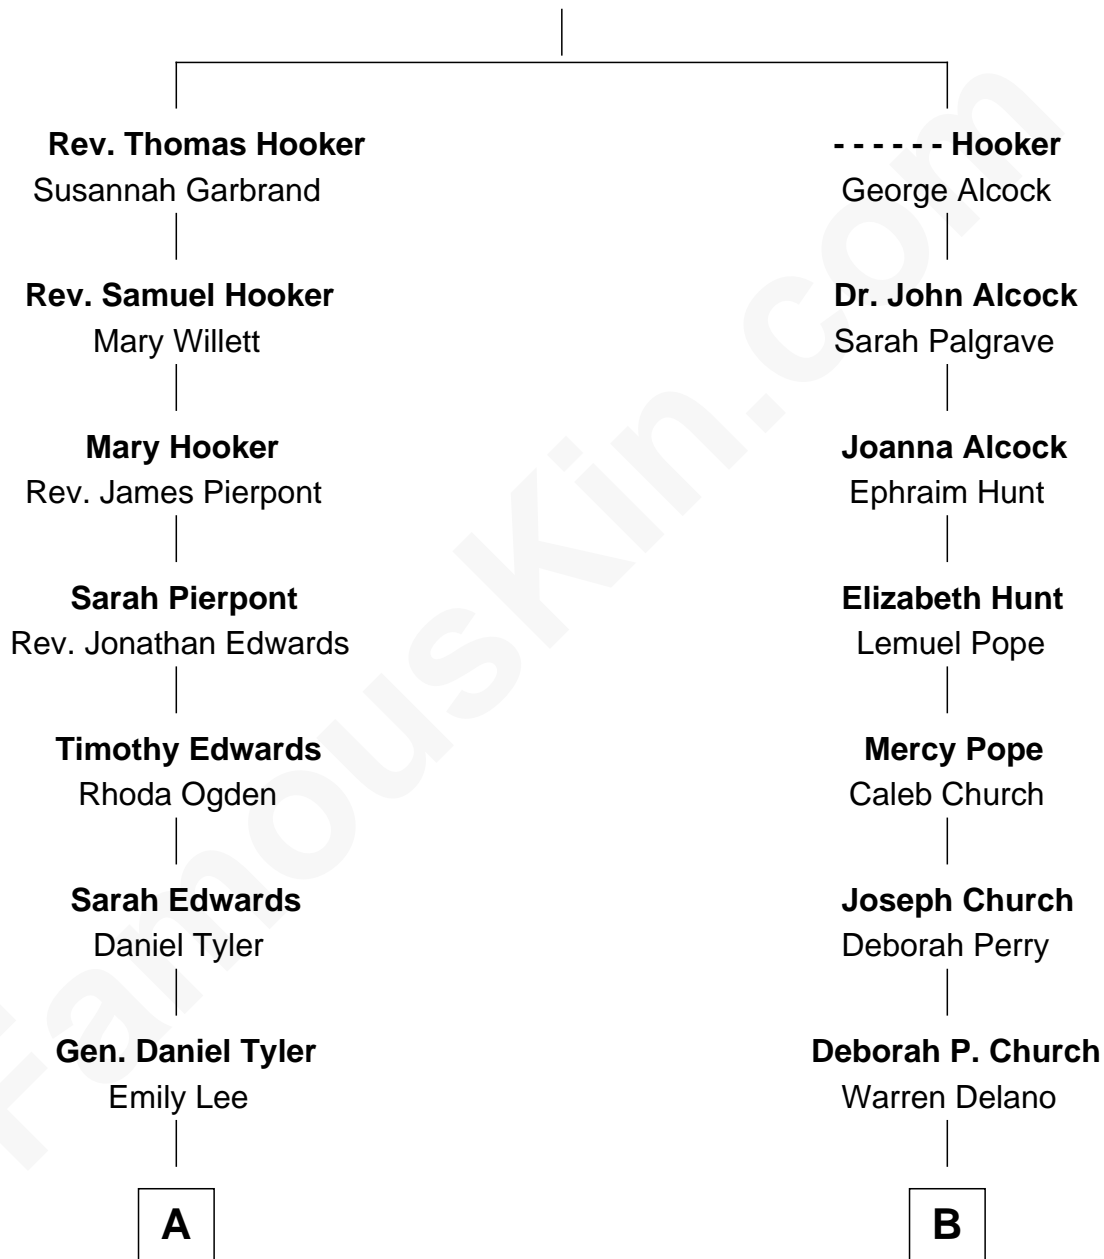 Rev. Thomas Hooker
Susannah Garbrand
Rev. Samuel Hooker
Mary Willett
Mary Hooker
Rev. James Pierpont
Sarah Pierpont
Rev. Jonathan Edwards
Timothy Edwards
Rhoda Ogden
Sarah Edwards
Daniel Tyler
Gen. Daniel Tyler
Emily Lee
A
- - - - - - Hooker
George Alcock
Dr. John Alcock
Sarah Palgrave
Joanna Alcock
Ephraim Hunt
Elizabeth Hunt
Lemuel Pope
Mercy Pope
Caleb Church
Joseph Church
Deborah Perry
Deborah P. Church
Warren Delano
B
FamousKin.com